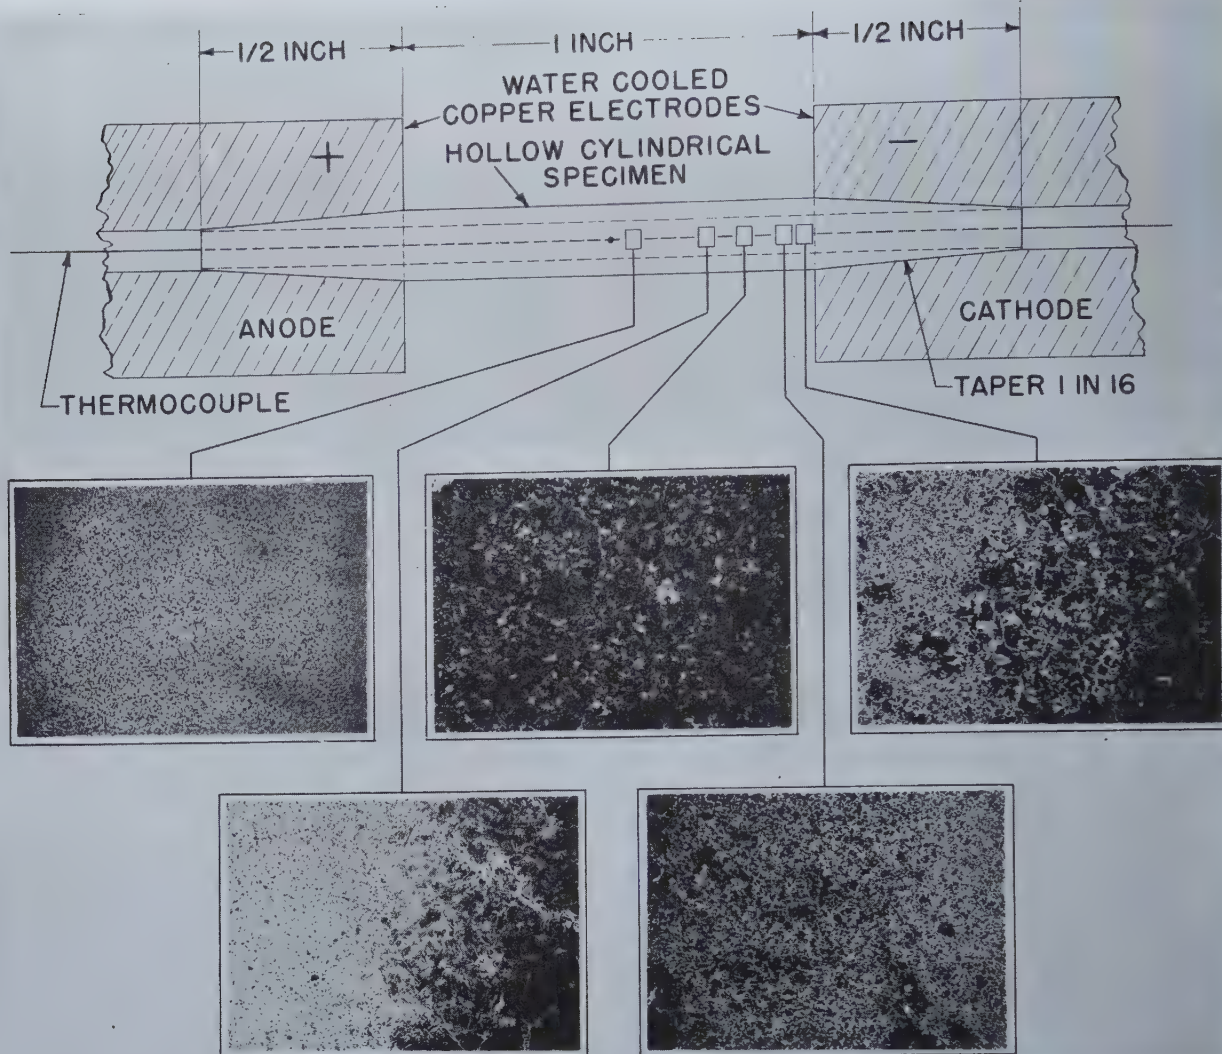 1/2 INCH
1 INCH
1/2 INCH
WATER COOLED
COPPER ELECTRODES
HOLLOW CYLINDRICAL
SPECIMEN
+
−
ANODE
CATHODE
THERMOCOUPLE
TAPER 1 IN 16